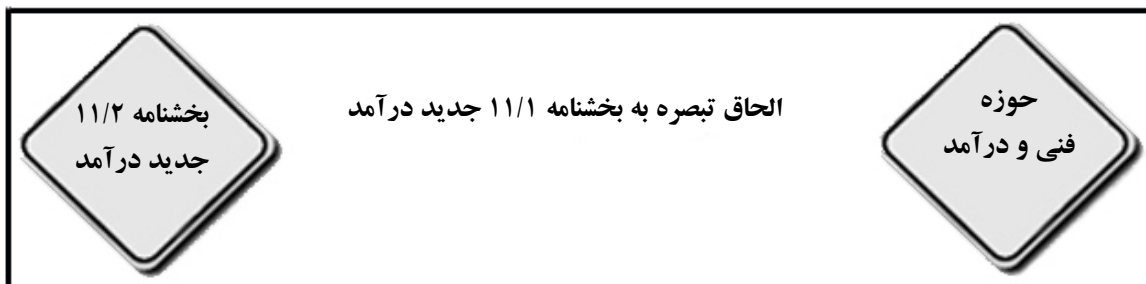 حوزه
فنی و درآمد
الحاق تبصره به بخشنامه ۱۱/۱ جدید درآمد
بخشنامه ۱۱/۲
جدید درآمد